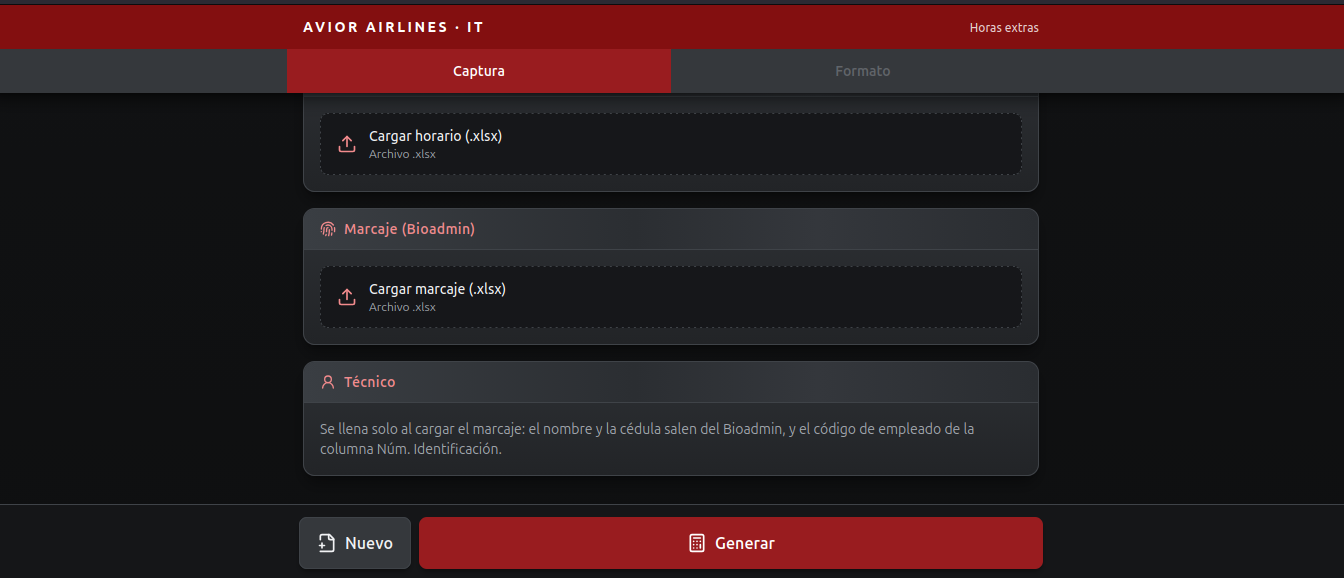 AVIOR AIRLINES · IT
Horas extras
Captura
Formato
Cargar horario (.xlsx)
Archivo .xlsx
Marcaje (Bioadmin)
Cargar marcaje (.xlsx)
Archivo .xlsx
Técnico
Se llena solo al cargar el marcaje: el nombre y la cédula salen del Bioadmin, y el código de empleado de la
columna Núm. Identificación.
Nuevo
Generar